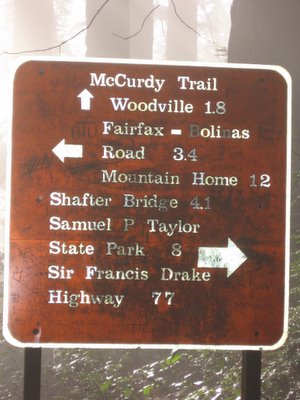 McCurdy Trail
Woodville 1.8
Fairfax - Bolinas
Road 3.4
Mountain Home 12
Shafter Bridge 4.1
Samuel P Taylor
State Park 8
Sir Francis Drake
Highway 77